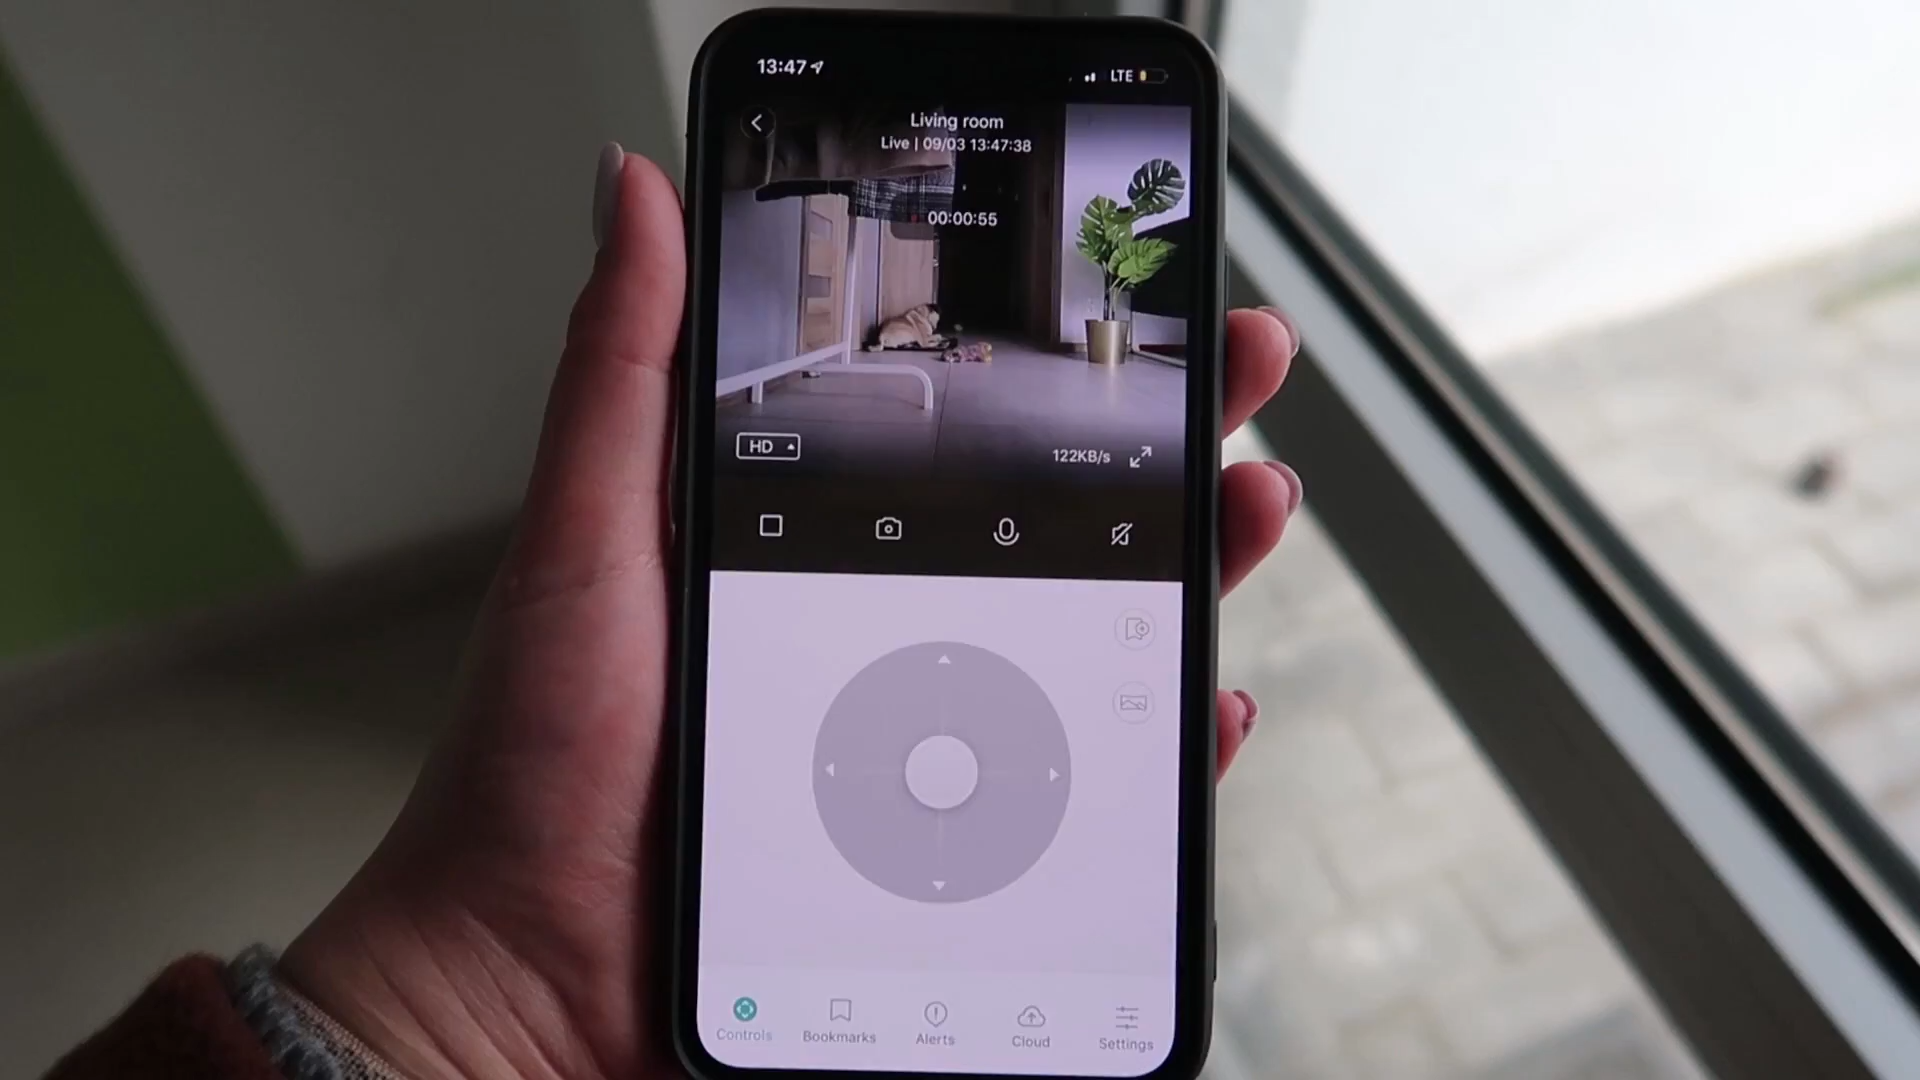 13:47
LTE
Living room
Live | 09/03 13:47:38
00:00:55
HD
122KB/s
Controls
Bookmarks
Alerts
Cloud
Settings